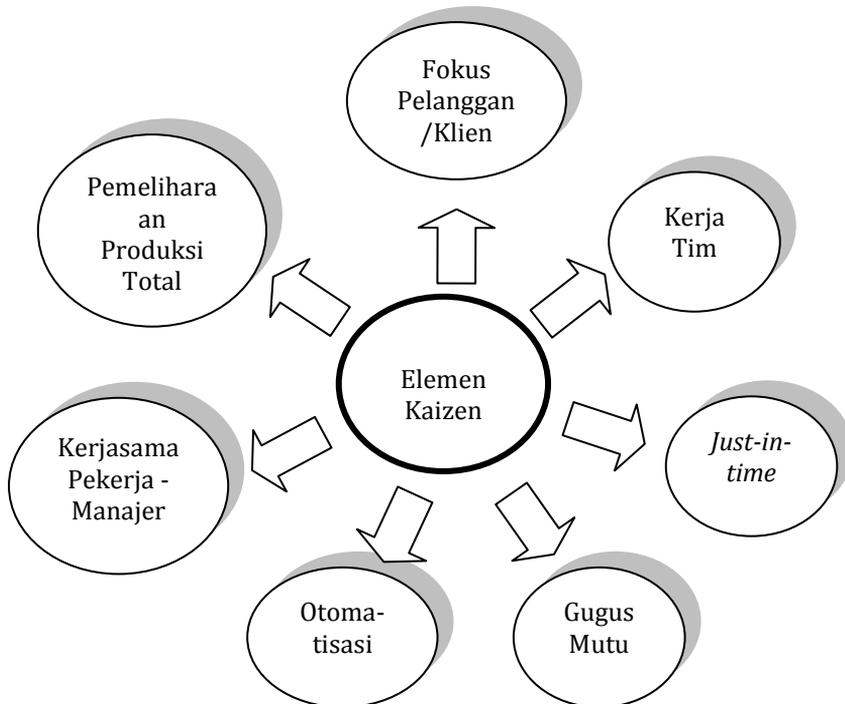 Fokus
Pelanggan
/Klien
Kerja
Tim
Just-in-
time
Gugus
Mutu
Otoma-
tisasi
Kerjasama
Pekerja -
Manajer
Pemelihara
an
Produksi
Total
Elemen
Kaizen